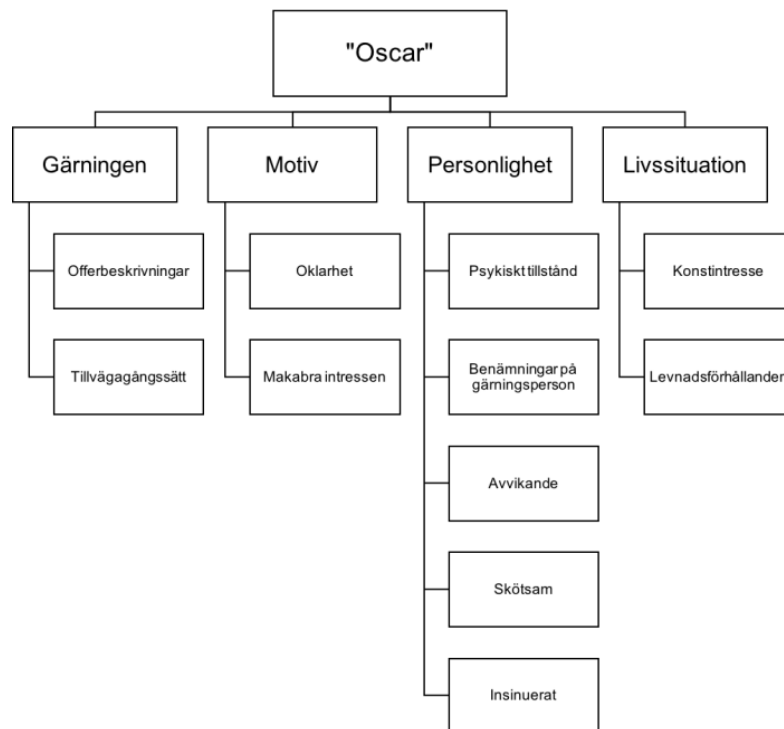 "Oscar"
Gärningen
Motiv
Personlighet
Livssituation
Offerbeskrivningar
Oklarhet
Psykiskt tillstånd
Konstintresse
Tillvägagångssätt
Makabra intressen
Benämningar på
gärningsperson
Levnadsförhållanden
Avvikande
Skötsam
Insinuerat